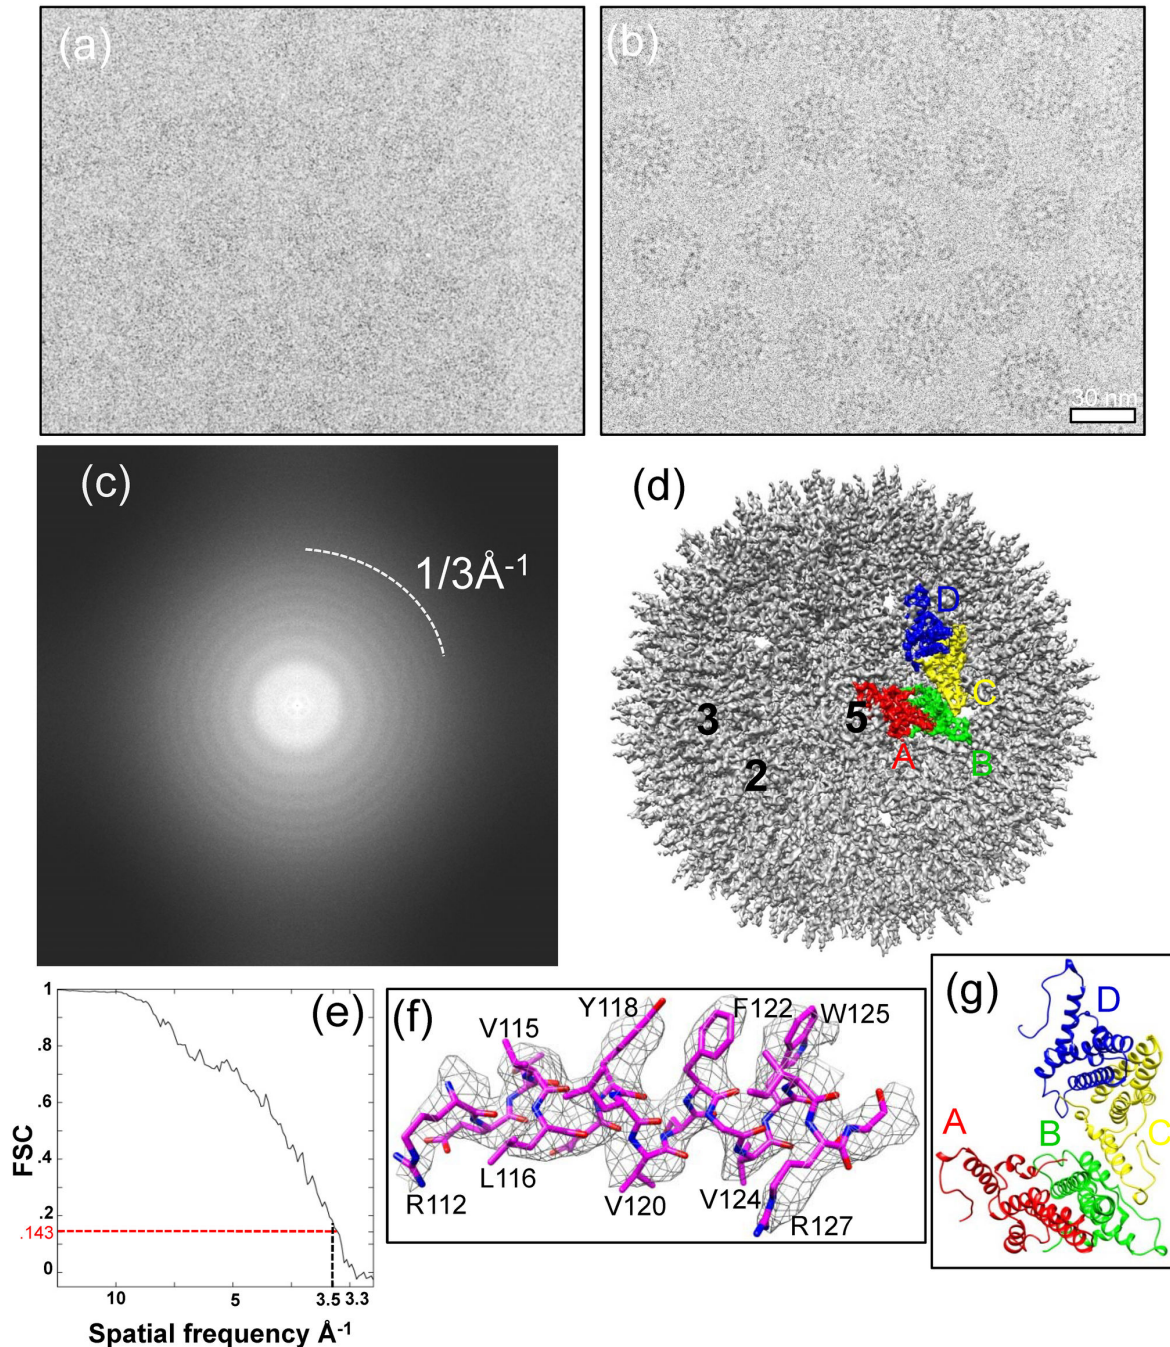 (a)
(b)
30 nm
(c)
1/3Å-1
(d)
D
C
3
5
A
B
2
(e)
1
.8
.6
.4
.2
.143
0
FSC
10
5
3.5
3.3
Spatial frequency Å-1
(f)
V115
Y118
F122
W125
R112
L116
V120
V124
R127
(g)
D
A
B
C